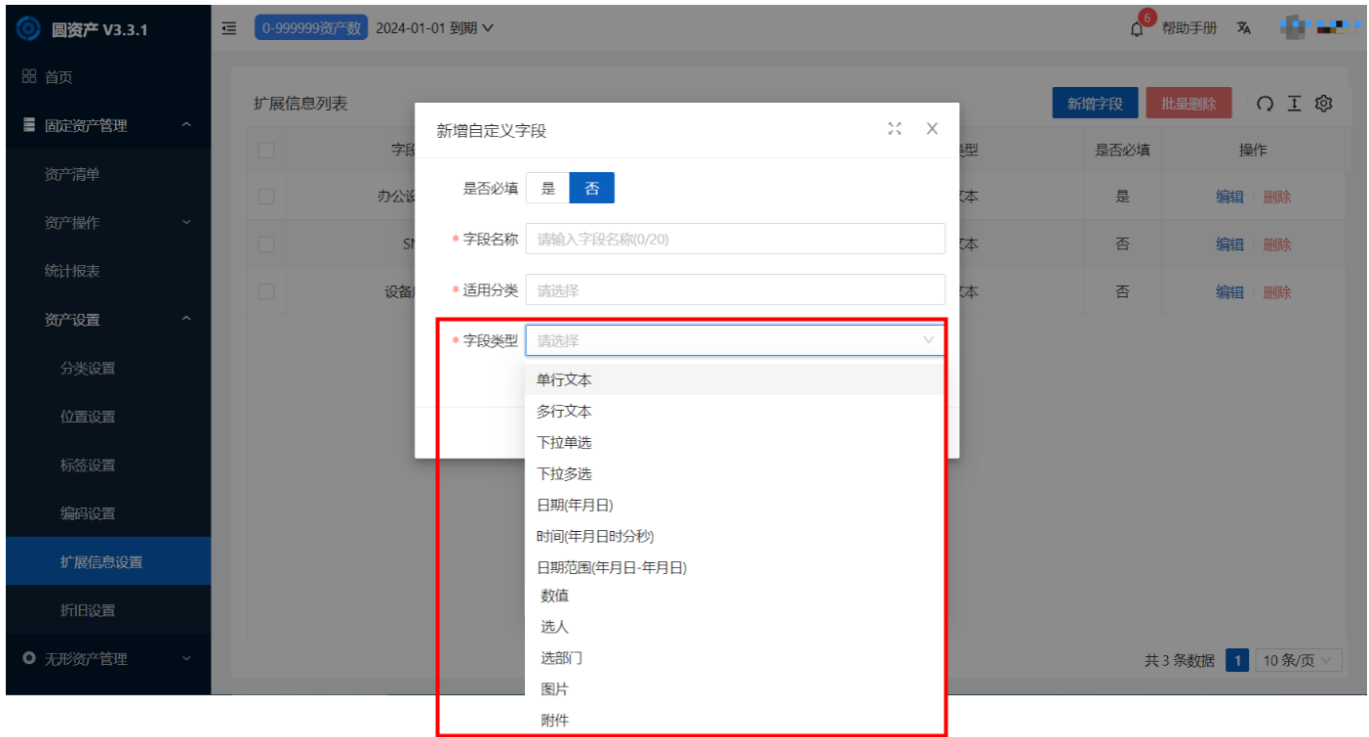 圆资产 V3.3.1
0-999999资产数 2024-01-01 到期
6
帮助手册
首页
固定资产管理
资产清单
资产操作
统计报表
资产设置
分类设置
位置设置
标签设置
编码设置
扩展信息设置
折旧设置
无形资产管理
扩展信息列表
新增字段 批量删除
字段
型 是否必填 操作
办公设
文本 是 编辑 删除
SN
文本 否 编辑 删除
设备
文本 否 编辑 删除
新增自定义字段
是否必填 是 否
* 字段名称 请输入字段名称(0/20)
* 适用分类 请选择
* 字段类型 请选择
单行文本
多行文本
下拉单选
下拉多选
日期(年月日)
时间(年月日时分秒)
日期范围(年月日-年月日)
数值
选人
选部门
图片
附件
共 3 条数据 1 10 条/页